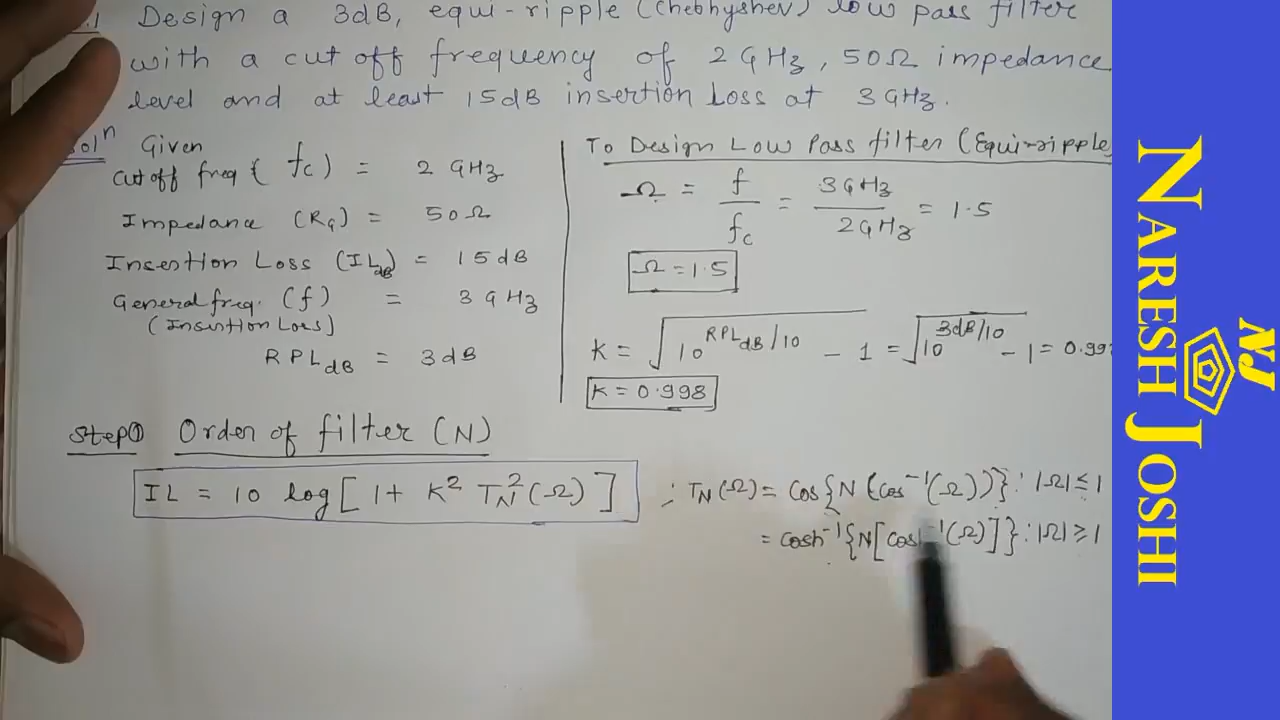 Design a 3dB, equi-ripple (Chebhyshev) low pass filter
with a cut off frequency of 2 GHz, 50Ω impedance
level and at least 15dB insertion Loss at 3GHz.
Solⁿ Given
Cut off freq ( fc ) = 2 GHz
Impedance (RG) = 50Ω
Insertion Loss (ILdB) = 15dB
General freq. (f) = 3 GHz
(Insertion Loss)
RPLdB = 3dB
To Design Low Pass filter (Equi-ripple
Ω = f / fc = 3GHz / 2GHz = 1.5
Ω = 1.5
K = √(10^(RPLdB/10) - 1) = √(10^(3dB/10) - 1) = 0.99
K = 0.998
Step① Order of filter (N)
IL = 10 log[ 1 + K² TN²(Ω) ]
∴ TN(Ω) = Cos{N (cos⁻¹(Ω))} : |Ω| ≤ 1
= Cosh⁻¹{N[cosh⁻¹(Ω)]} : |Ω| ≥ 1
NARESH JOSHI
NJ